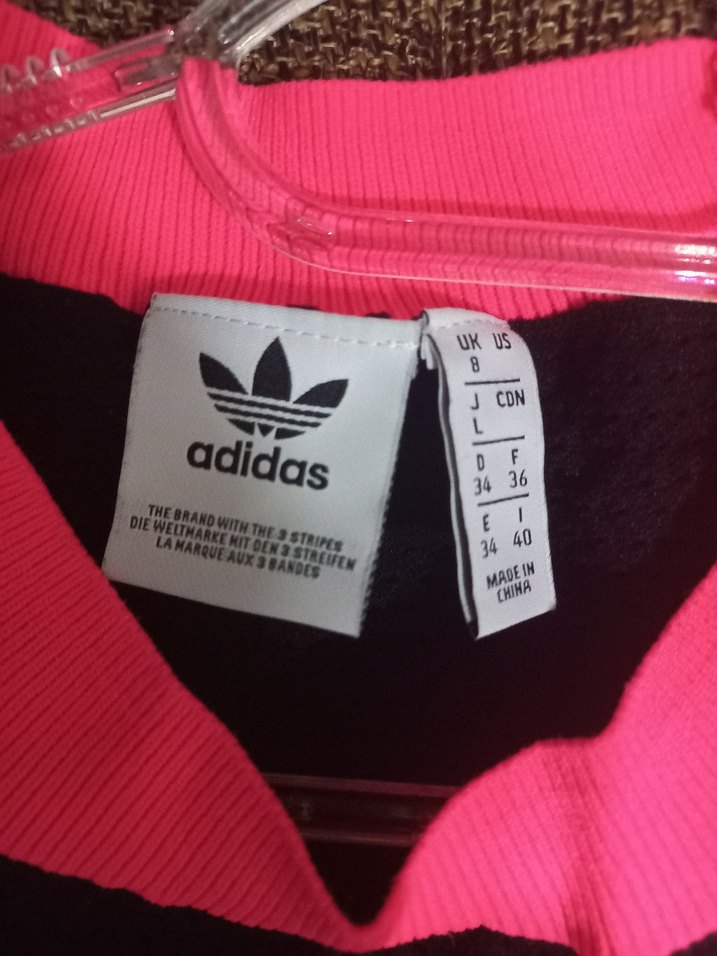 adidas
THE BRAND WITH THE 3 STRIPES
DIE WELTMARKE MIT DEN 3 STREIFEN
LA MARQUE AUX 3 BANDES
UK US
8
J CDN
L
D F
34 36
E I
34 40
MADE IN
CHINA